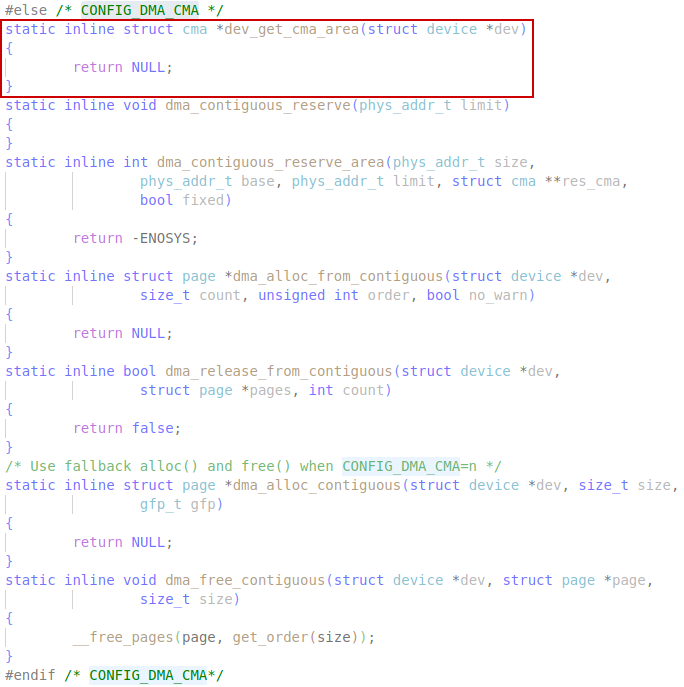 #else /* CONFIG_DMA_CMA */
static inline struct cma *dev_get_cma_area(struct device *dev)
{
        return NULL;
}
static inline void dma_contiguous_reserve(phys_addr_t limit)
{
}
static inline int dma_contiguous_reserve_area(phys_addr_t size,
                phys_addr_t base, phys_addr_t limit, struct cma **res_cma,
                bool fixed)
{
        return -ENOSYS;
}
static inline struct page *dma_alloc_from_contiguous(struct device *dev,
                size_t count, unsigned int order, bool no_warn)
{
        return NULL;
}
static inline bool dma_release_from_contiguous(struct device *dev,
                struct page *pages, int count)
{
        return false;
}
/* Use fallback alloc() and free() when CONFIG_DMA_CMA=n */
static inline struct page *dma_alloc_contiguous(struct device *dev, size_t size,
                gfp_t gfp)
{
        return NULL;
}
static inline void dma_free_contiguous(struct device *dev, struct page *page,
                size_t size)
{
        __free_pages(page, get_order(size));
}
#endif /* CONFIG_DMA_CMA*/